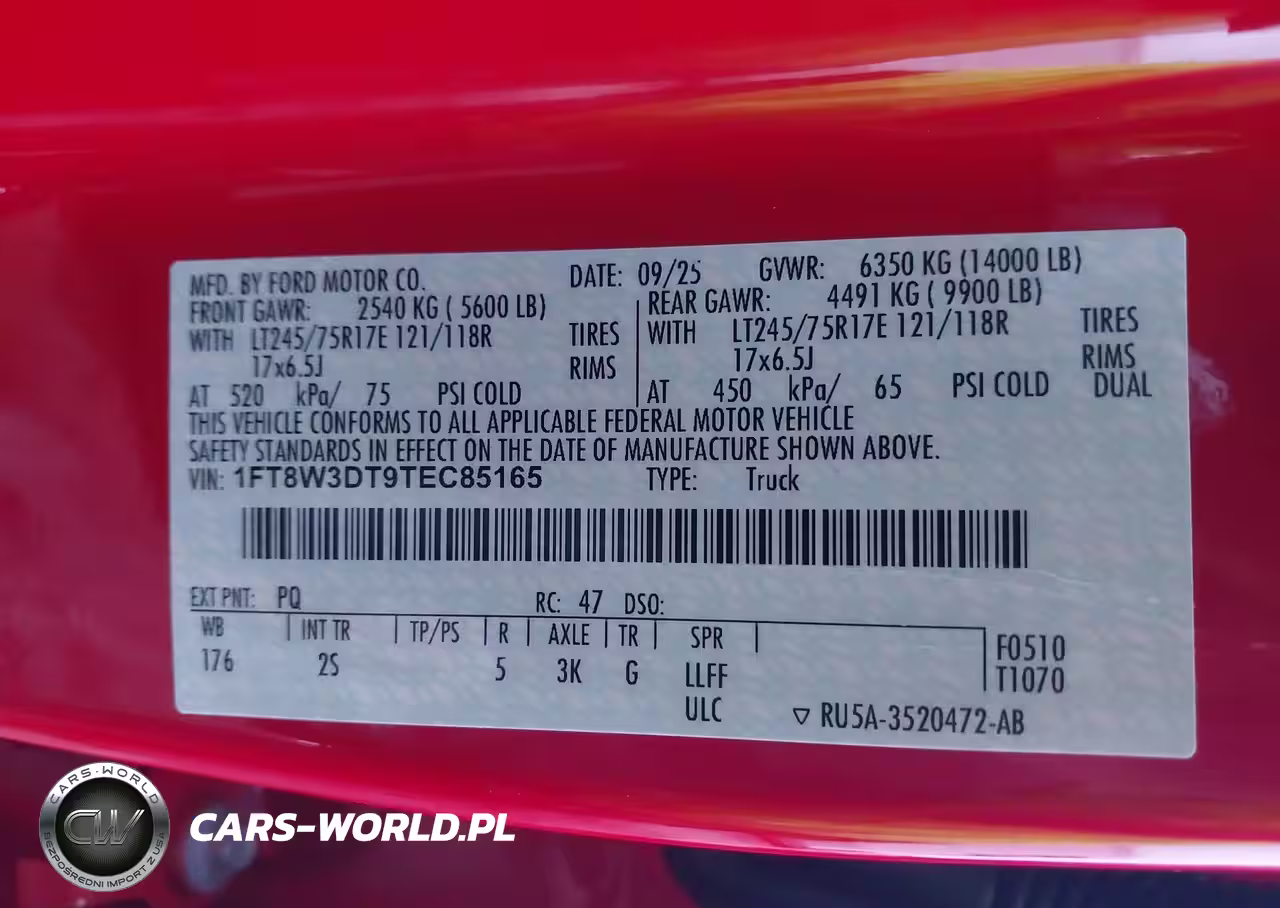 MFD. BY FORD MOTOR CO. DATE: 09/25 GVWR: 6350 KG (14000 LB)
FRONT GAWR: 2540 KG ( 5600 LB) REAR GAWR: 4491 KG ( 9900 LB)
WITH LT245/75R17E 121/118R TIRES WITH LT245/75R17E 121/118R TIRES
17x6.5J RIMS 17x6.5J RIMS
AT 520 kPa/ 75 PSI COLD AT 450 kPa/ 65 PSI COLD DUAL
THIS VEHICLE CONFORMS TO ALL APPLICABLE FEDERAL MOTOR VEHICLE
SAFETY STANDARDS IN EFFECT ON THE DATE OF MANUFACTURE SHOWN ABOVE.
VIN: 1FT8W3DT9TEC85165 TYPE: Truck
EXT PNT: PQ RC: 47 DSO:
WB INT TR TP/PS R AXLE TR SPR F0510
176 2S 5 3K G LLFF T1070
ULC ▽ RU5A-3520472-AB
CARS-WORLD
CW
BEZPOŚREDNI IMPORT Z USA
CARS-WORLD.PL